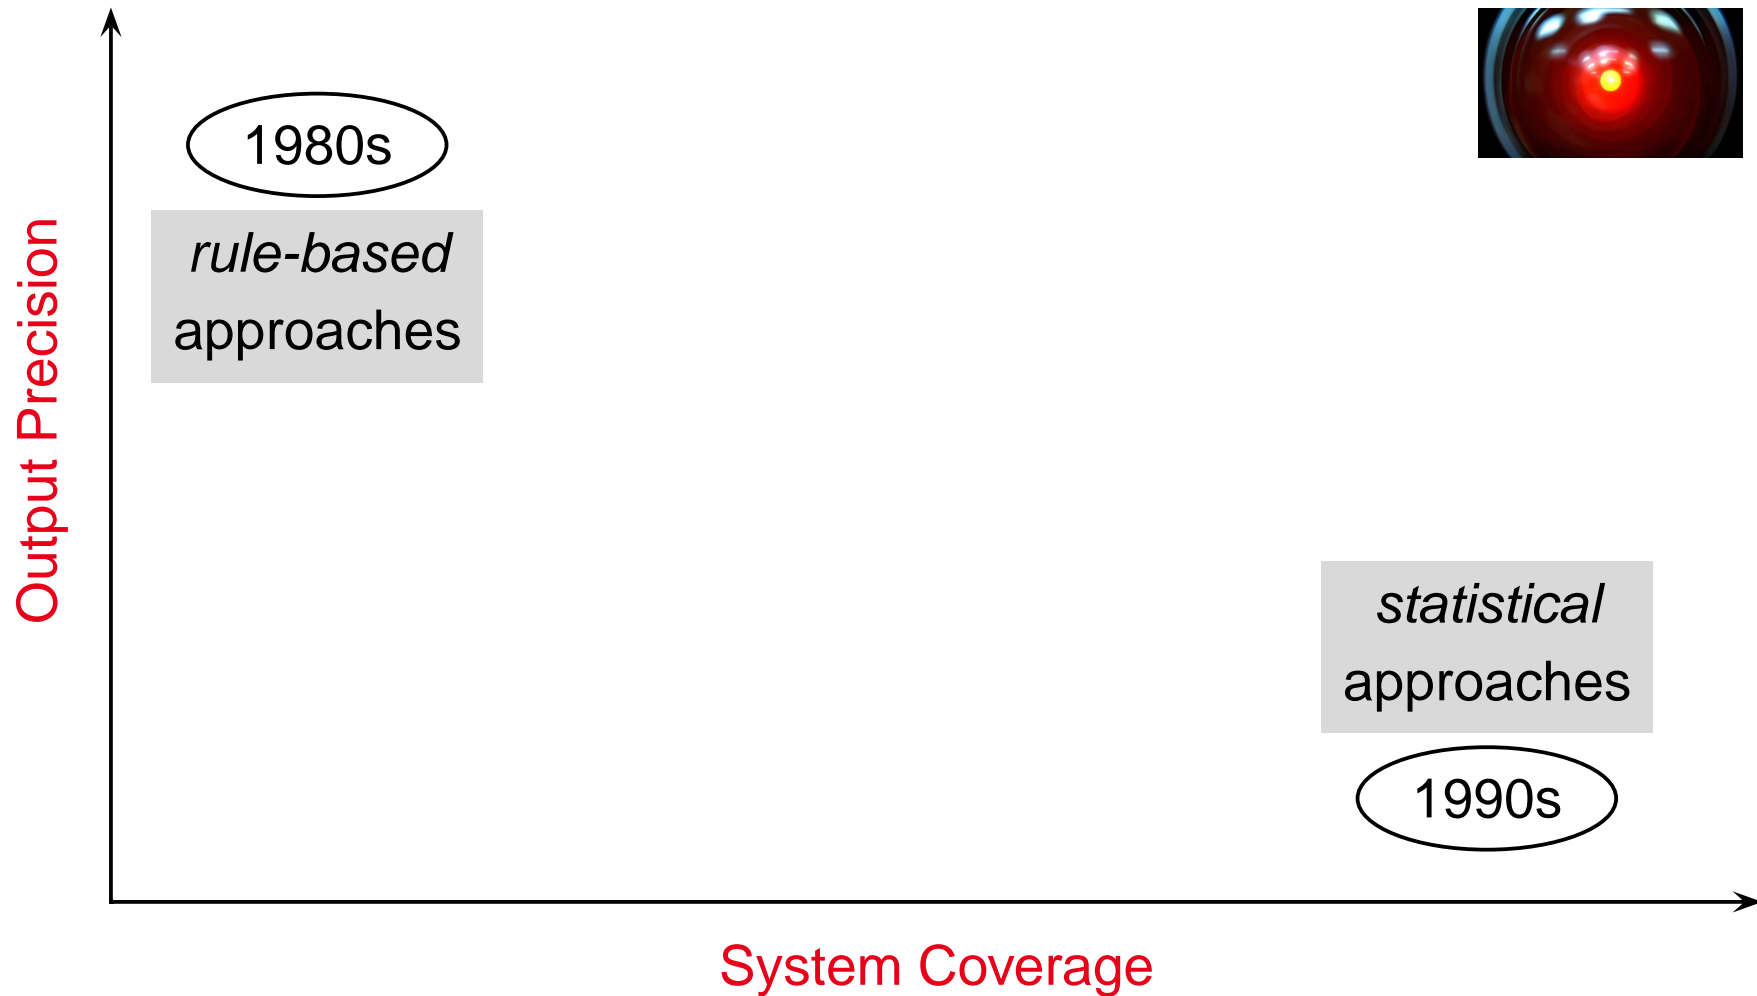 1980s
rule-based
approaches
Output Precision
statistical
approaches
1990s
System Coverage